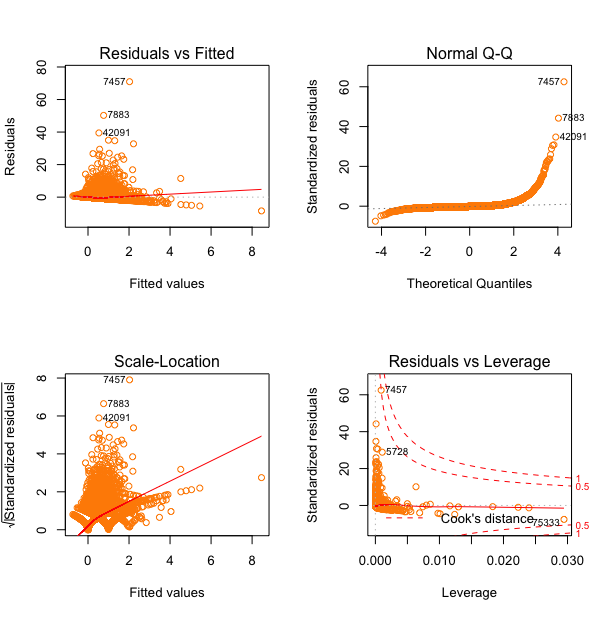 Residuals vs Fitted
Residuals
80
60
40
20
0
7457
7883
42091
0 2 4 6 8
Fitted values
Normal Q-Q
Standardized residuals
60
40
20
0
7457
7883
42091
-4 -2 0 2 4
Theoretical Quantiles
Scale-Location
√|Standardized residuals|
8
6
4
2
0
7457
7883
42091
0 2 4 6 8
Fitted values
Residuals vs Leverage
Standardized residuals
60
40
20
0
7457
5728
1
0.5
Cook's distance
75333
0.5
1
0.000 0.010 0.020 0.030
Leverage